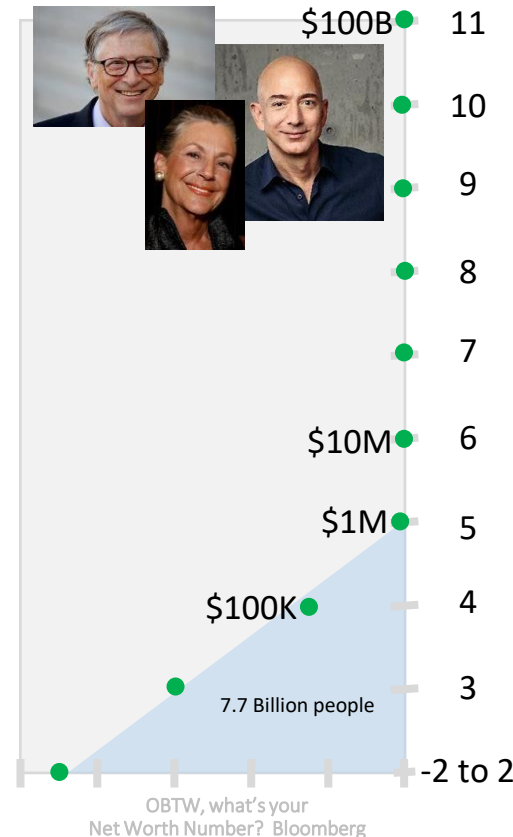 $100B 11
10
9
8
7
$10M 6
$1M 5
$100K 4
3
7.7 Billion people
-2 to 2
OBTW, what's your
Net Worth Number? Bloomberg